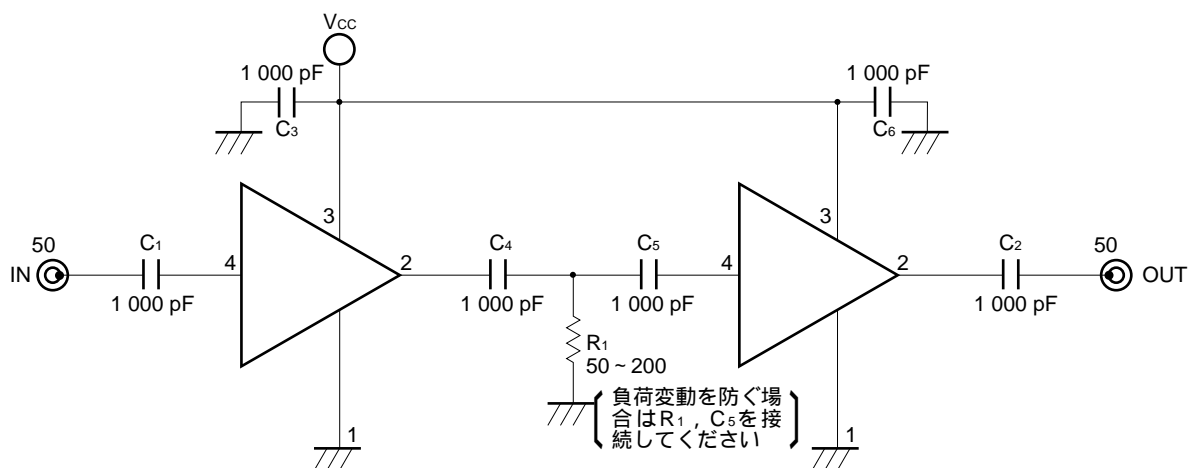 VCC
1 000 pF
1 000 pF
C3
C6
3
3
50
C1
C4
C5
C2
50
IN
4
2
4
2
OUT
1 000 pF
1 000 pF
1 000 pF
1 000 pF
R1
50 ~ 200
負荷変動を防ぐ場
合はR1 , C5を接
続してください
1
1